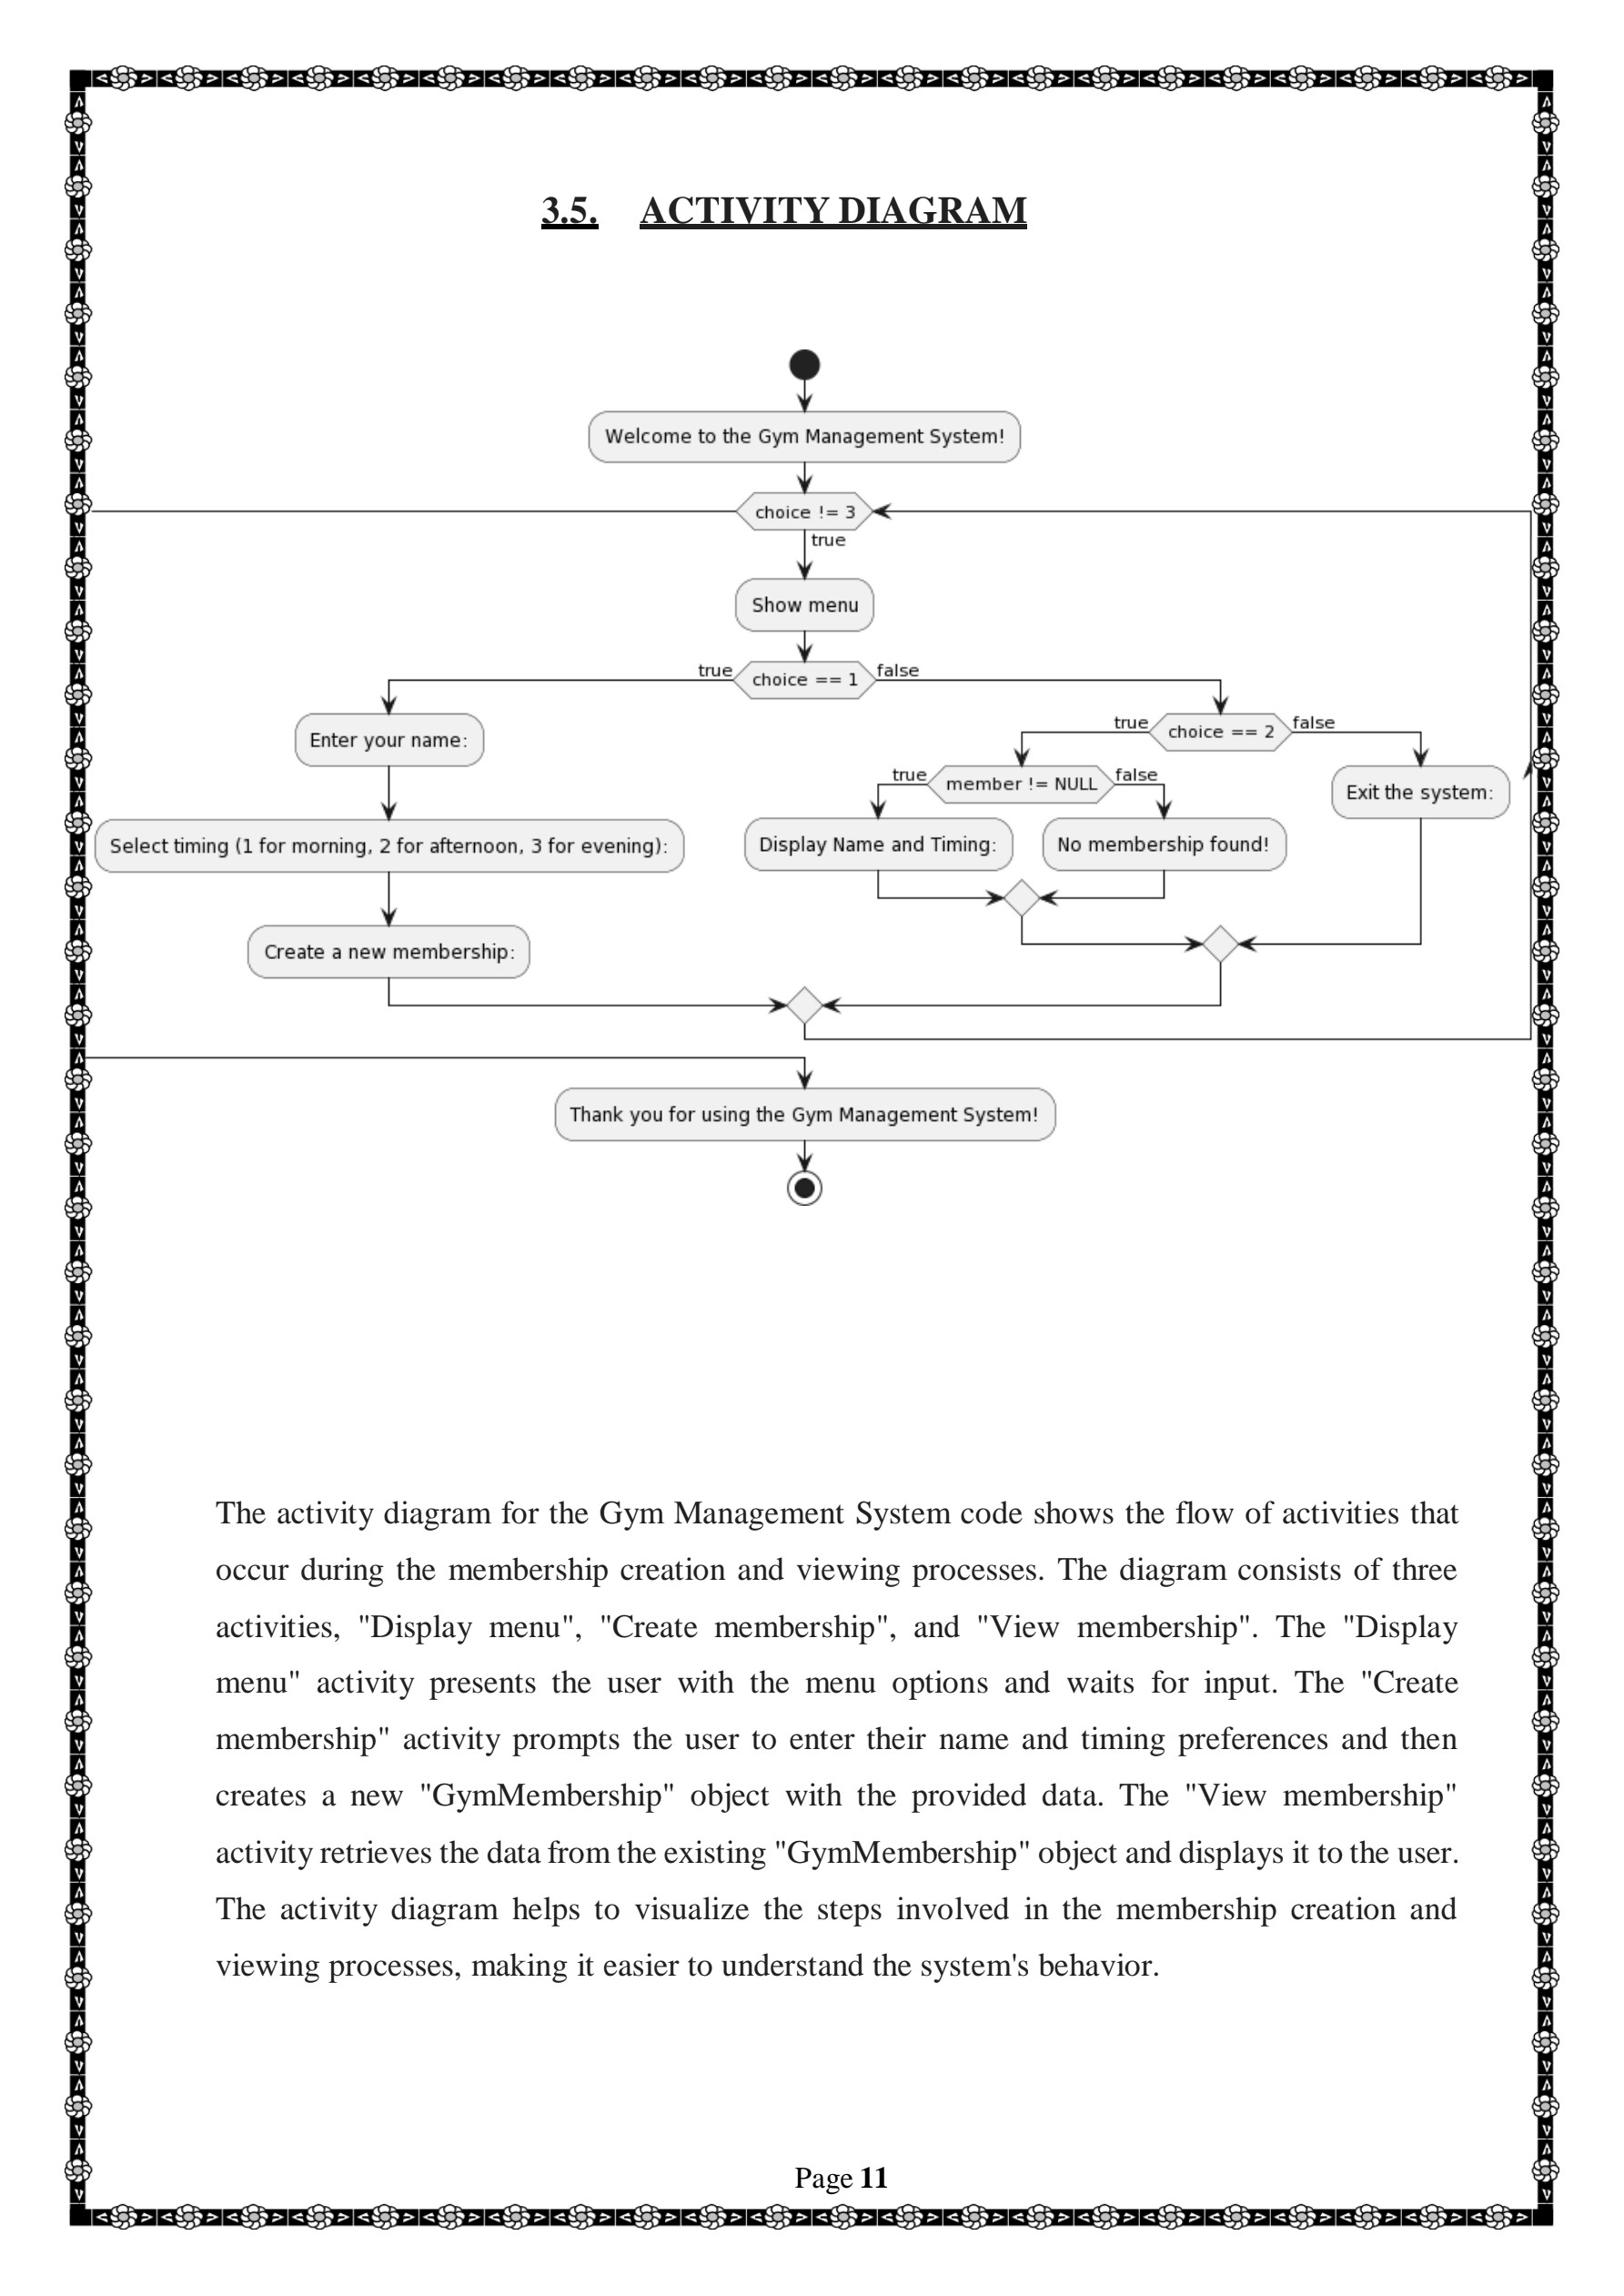 3.5. ACTIVITY DIAGRAM
Welcome to the Gym Management System!
choice != 3
true
Show menu
true
choice == 1
false
Enter your name:
true
choice == 2
false
true
member != NULL
false
Exit the system:
Select timing (1 for morning, 2 for afternoon, 3 for evening):
Display Name and Timing:
No membership found!
Create a new membership:
Thank you for using the Gym Management System!
The activity diagram for the Gym Management System code shows the flow of activities that
occur during the membership creation and viewing processes. The diagram consists of three
activities, "Display menu", "Create membership", and "View membership". The "Display
menu" activity presents the user with the menu options and waits for input. The "Create
membership" activity prompts the user to enter their name and timing preferences and then
creates a new "GymMembership" object with the provided data. The "View membership"
activity retrieves the data from the existing "GymMembership" object and displays it to the user.
The activity diagram helps to visualize the steps involved in the membership creation and
viewing processes, making it easier to understand the system's behavior.
Page 11